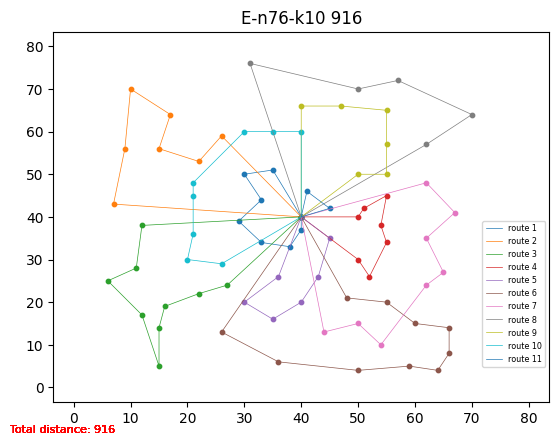 E-n76-k10 916
80
70
60
50
40
30
20
10
0
0 10 20 30 40 50 60 70 80
route 1
route 2
route 3
route 4
route 5
route 6
route 7
route 8
route 9
route 10
route 11
Total distance: 916